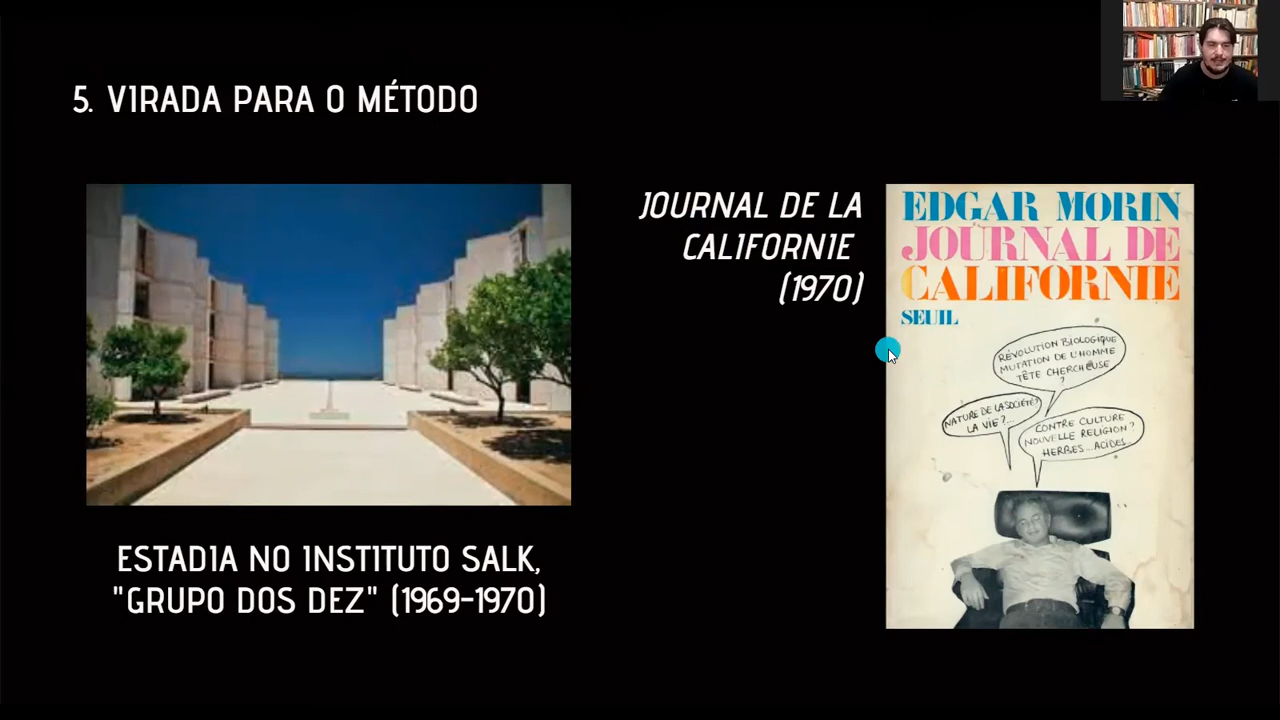 5. VIRADA PARA O MÉTODO
JOURNAL DE LA
CALIFORNIE
(1970)
EDGAR MORIN
JOURNAL DE
CALIFORNIE
SEUIL
RÉVOLUTION BIOLOGIQUE
MUTATION DE L'HOMME
TÊTE CHERCHEUSE
?
NATURE DE LA SOCIÉTÉ?
LA VIE?...
CONTRE CULTURE
NOUVELLE RELIGION?
HERBES...ACIDES...
ESTADIA NO INSTITUTO SALK,
"GRUPO DOS DEZ" (1969-1970)